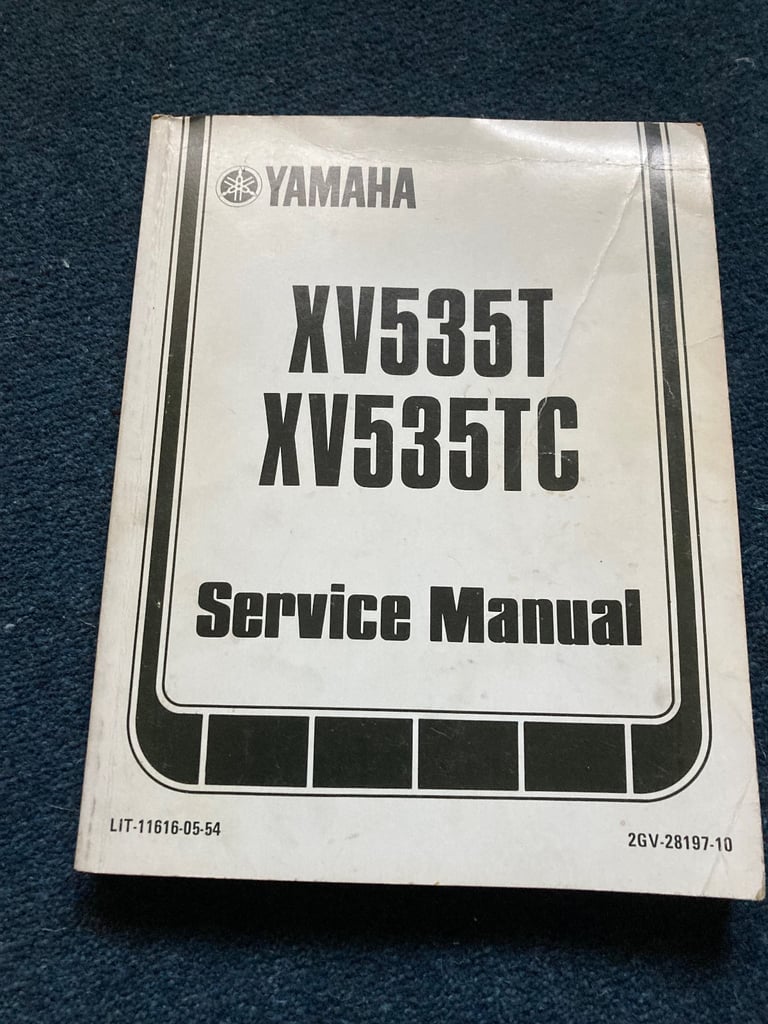 YAMAHA
XV535T
XV535TC
Service Manual
LIT-11616-05-54
2GV-28197-10